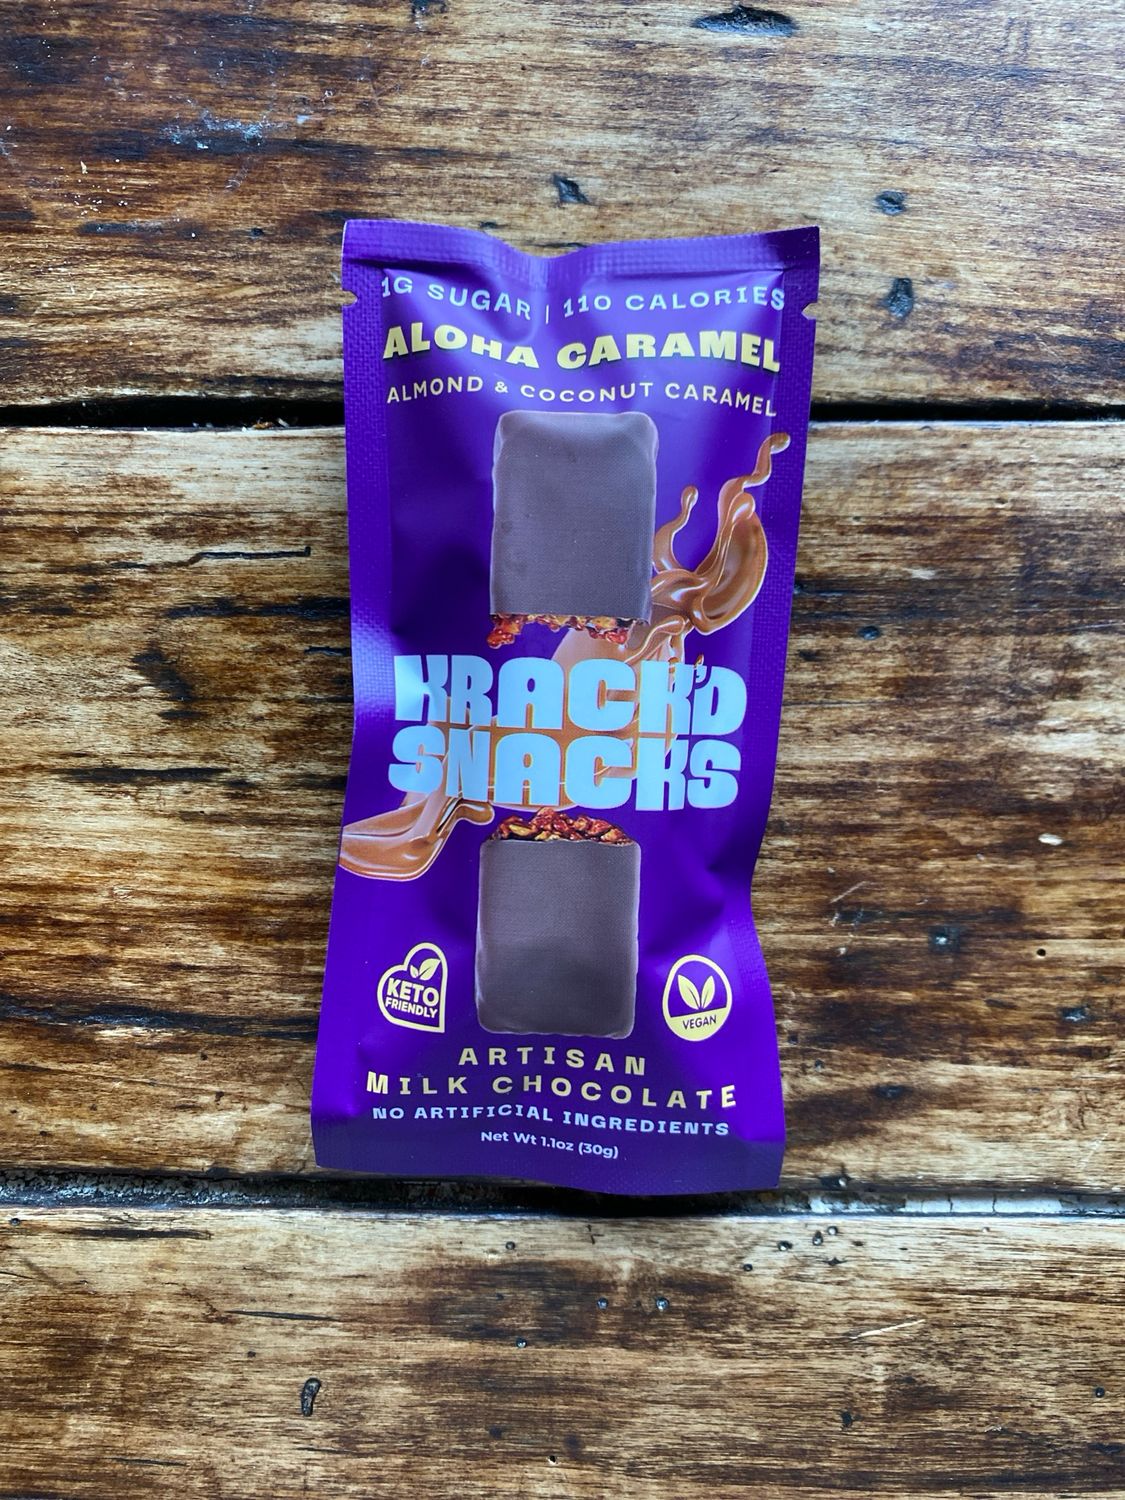 1G SUGAR | 110 CALORIES
ALOHA CARAMEL
ALMOND & COCONUT CARAMEL
KRACK'D
SNACKS
KETO
FRIENDLY
VEGAN
ARTISAN
MILK CHOCOLATE
NO ARTIFICIAL INGREDIENTS
Net Wt 1.1oz (30g)